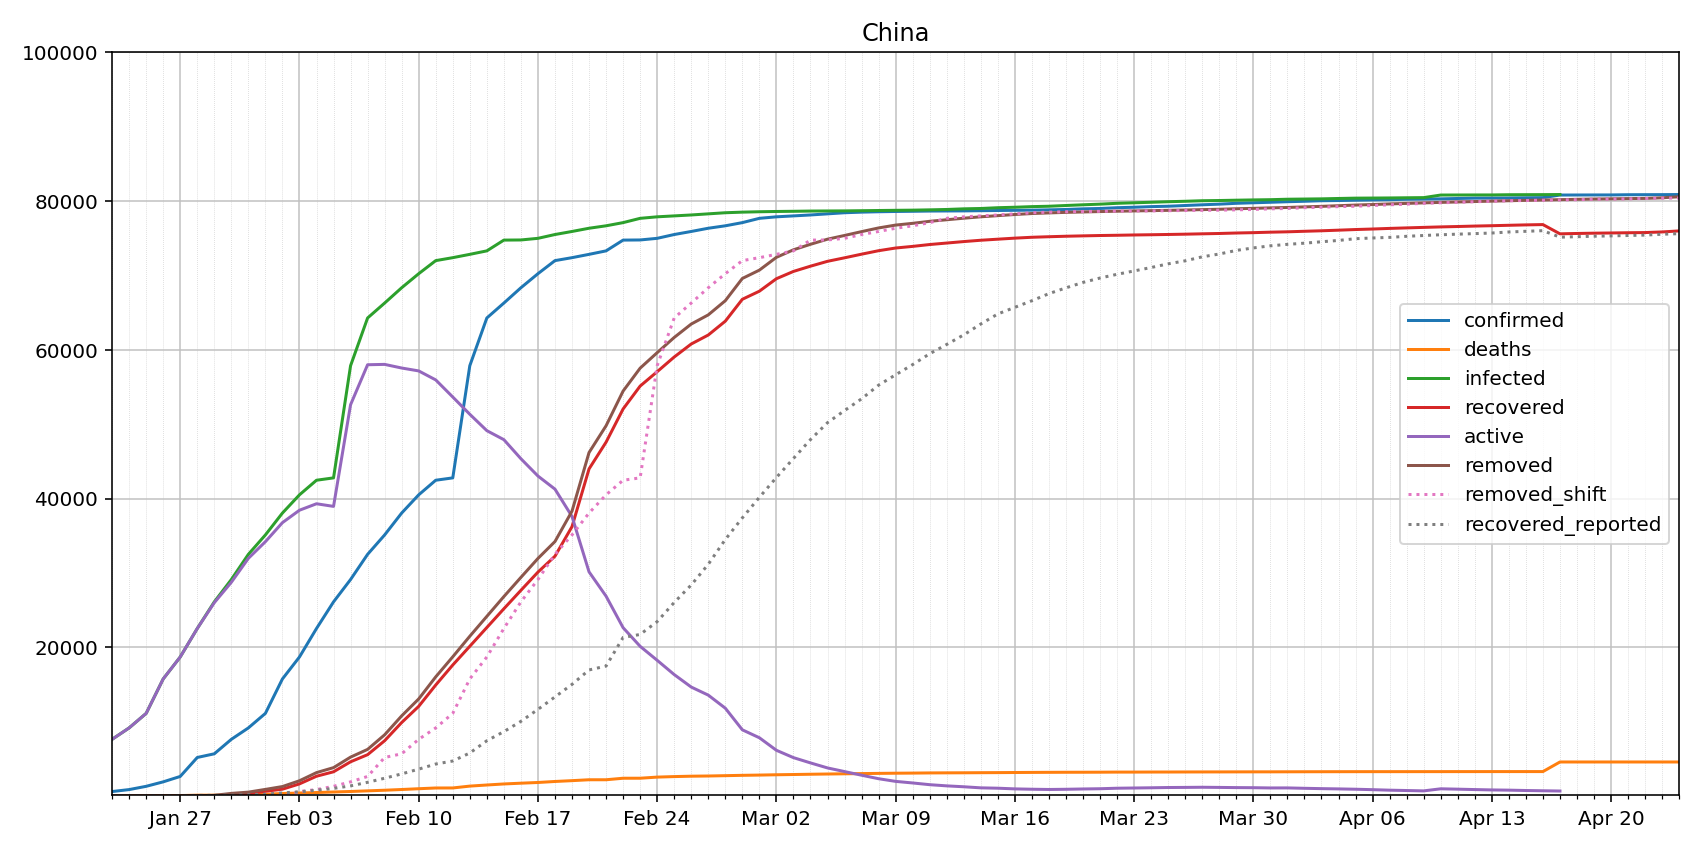 China
100000
80000
60000
40000
20000
confirmed
deaths
infected
recovered
active
removed
removed_shift
recovered_reported
Jan 27 Feb 03 Feb 10 Feb 17 Feb 24 Mar 02 Mar 09 Mar 16 Mar 23 Mar 30 Apr 06 Apr 13 Apr 20